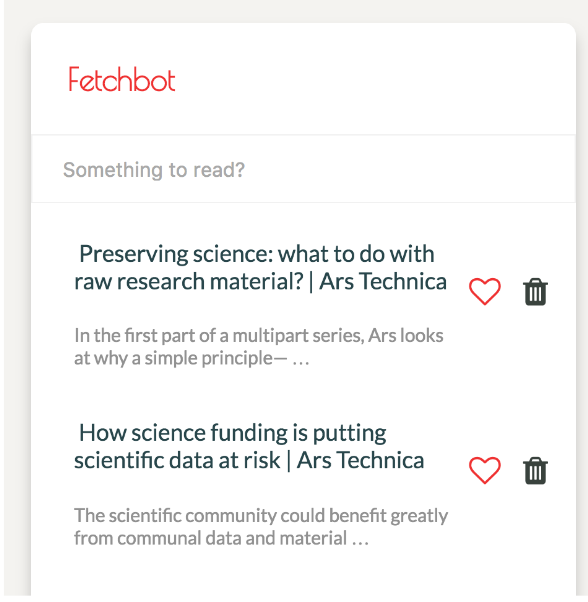 Fetchbot
Something to read?
Preserving science: what to do with
raw research material? | Ars Technica
In the first part of a multipart series, Ars looks
at why a simple principle— …
How science funding is putting
scientific data at risk | Ars Technica
The scientific community could benefit greatly
from communal data and material …